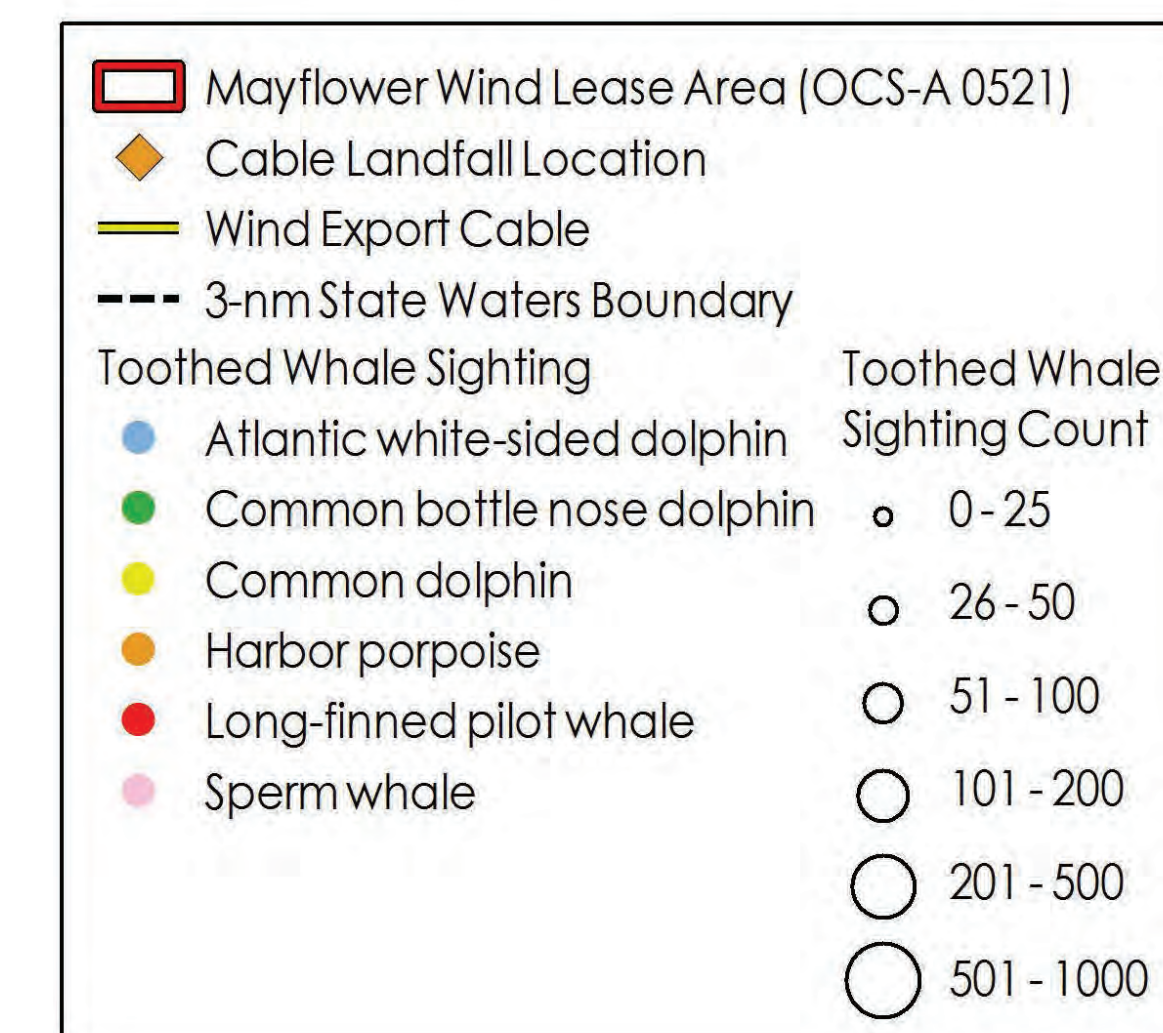 Mayflower Wind Lease Area (OCS-A 0521)
Cable Landfall Location
Wind Export Cable
3-nm State Waters Boundary
Toothed Whale Sighting
Atlantic white-sided dolphin
Common bottle nose dolphin
Common dolphin
Harbor porpoise
Long-finned pilot whale
Sperm whale
Toothed Whale
Sighting Count
0 - 25
26 - 50
51 - 100
101 - 200
201 - 500
501 - 1000